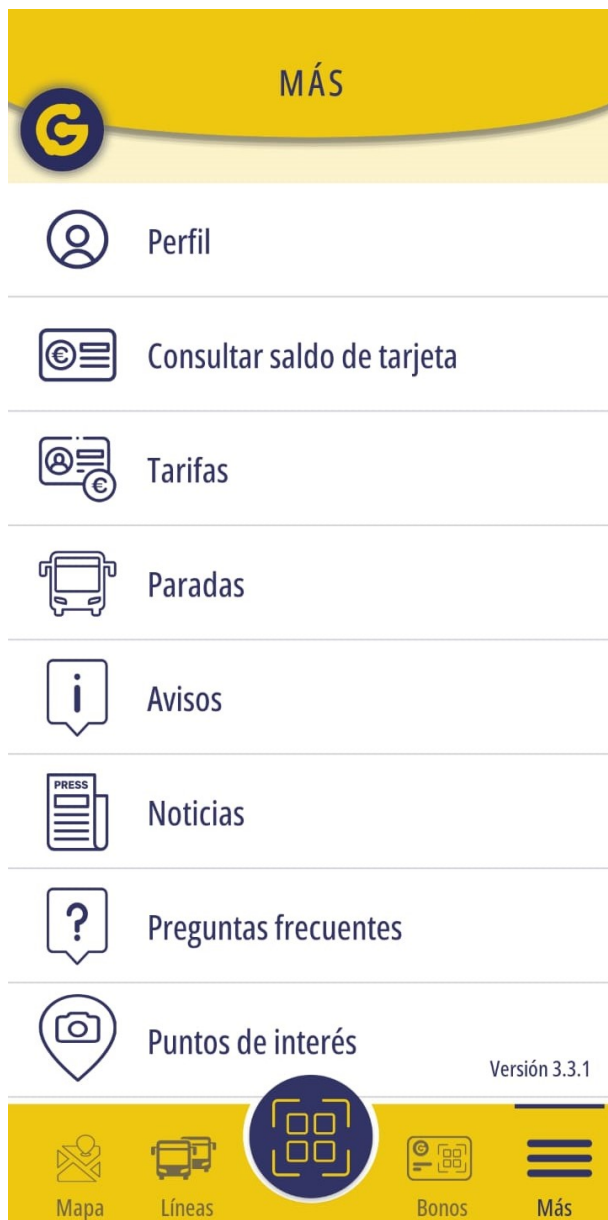 MÁS
Perfil
Consultar saldo de tarjeta
Tarifas
Paradas
Avisos
PRESS
Noticias
Preguntas frecuentes
Puntos de interés
Versión 3.3.1
Mapa
Líneas
Bonos
Más